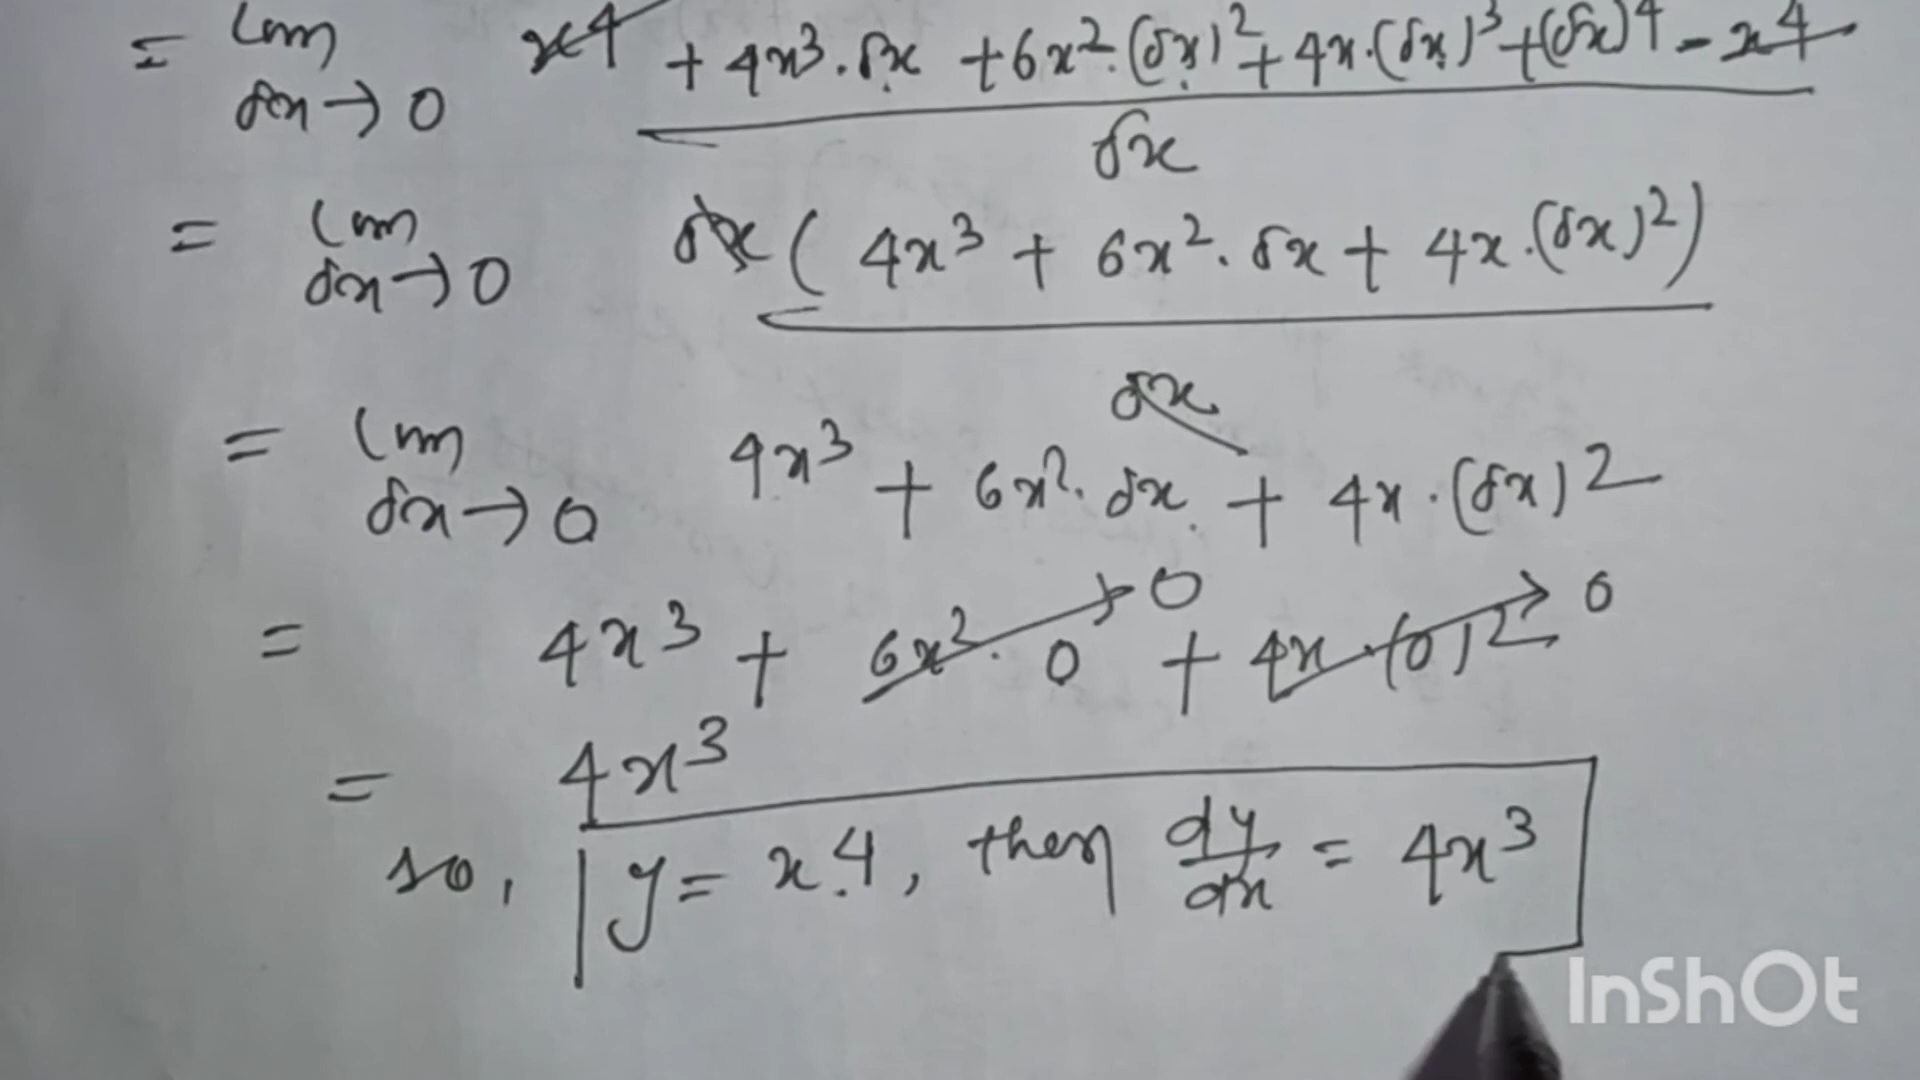 = lim x4 + 4x³.δx + 6x².(δx)² + 4x.(δx)³ + (δx)4 - x4
δx→0 δx
= lim δx ( 4x³ + 6x². δx + 4x.(δx)²)
δx→0
δx
= lim 4x³ + 6x². δx + 4x.(δx)²
δx→0
= 4x³ + 6x². 0 → 0 + 4x.(0)² → 0
= 4x³
so, y = x4, then dy/dx = 4x³
InShOt